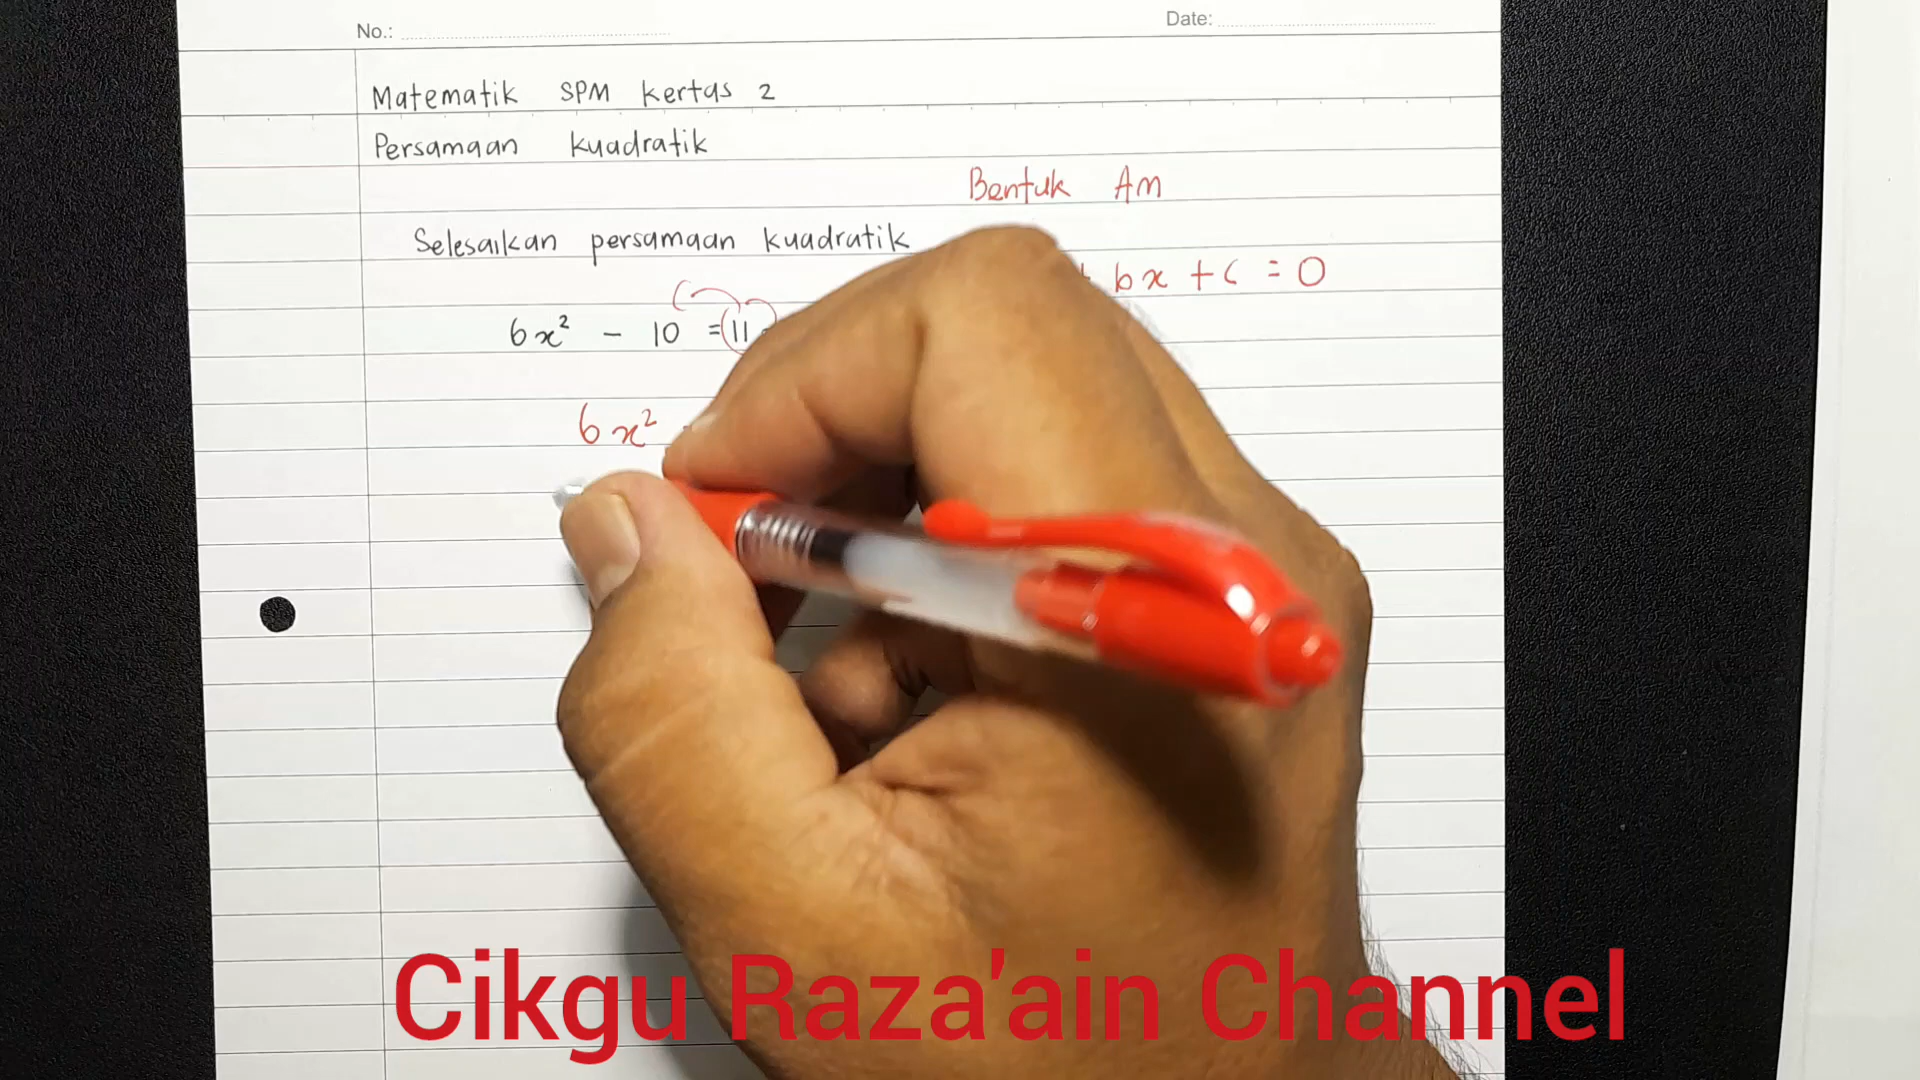 No.: Date:
Matematik SPM kertas 2
Persamaan kuadratik
Bentuk Am
Selesaikan persamaan kuadratik
bx + c = 0
6x² - 10 = 11
6x²
Cikgu Raza'ain Channel